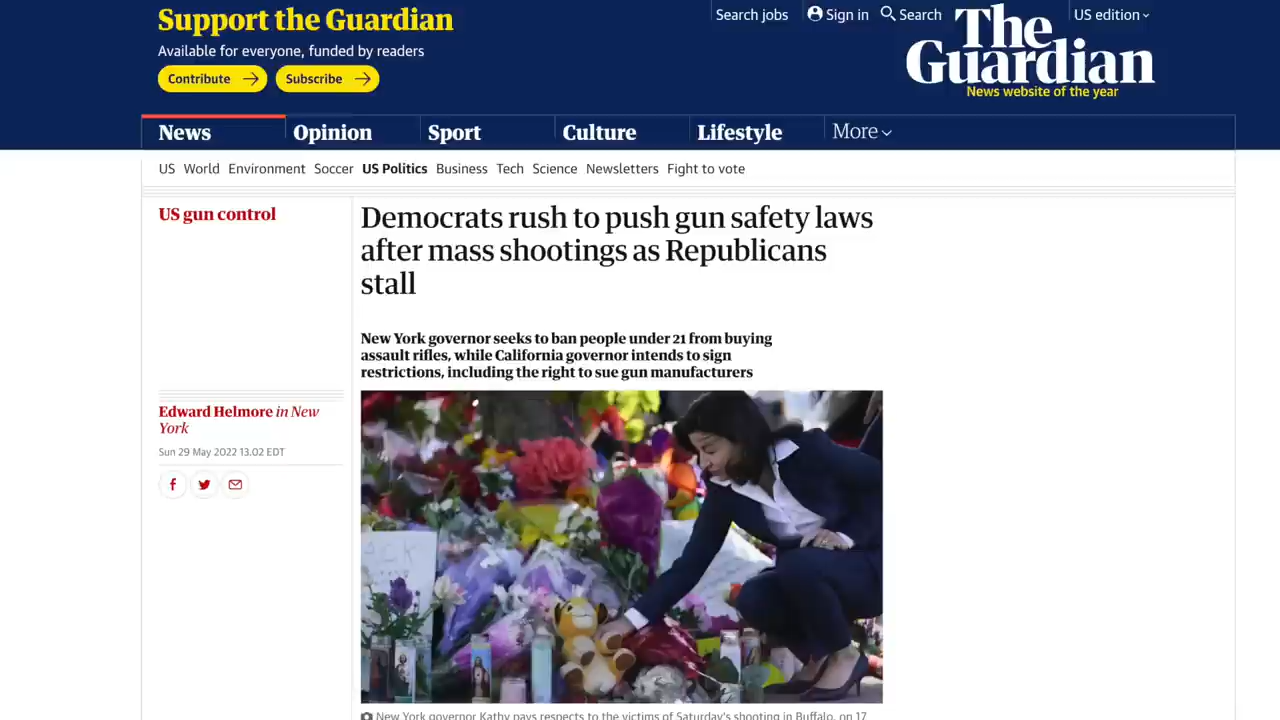 Support the Guardian
Available for everyone, funded by readers
Contribute
Subscribe
Search jobs
Sign in
Search
US edition
The
Guardian
News website of the year
News
Opinion
Sport
Culture
Lifestyle
More
US World Environment Soccer US Politics Business Tech Science Newsletters Fight to vote
US gun control
Democrats rush to push gun safety laws
after mass shootings as Republicans
stall
New York governor seeks to ban people under 21 from buying
assault rifles, while California governor intends to sign
restrictions, including the right to sue gun manufacturers
Edward Helmore in New
York
Sun 29 May 2022 13.02 EDT
New York governor Kathy pays respects to the victims of Saturday's shooting in Buffalo, on 17